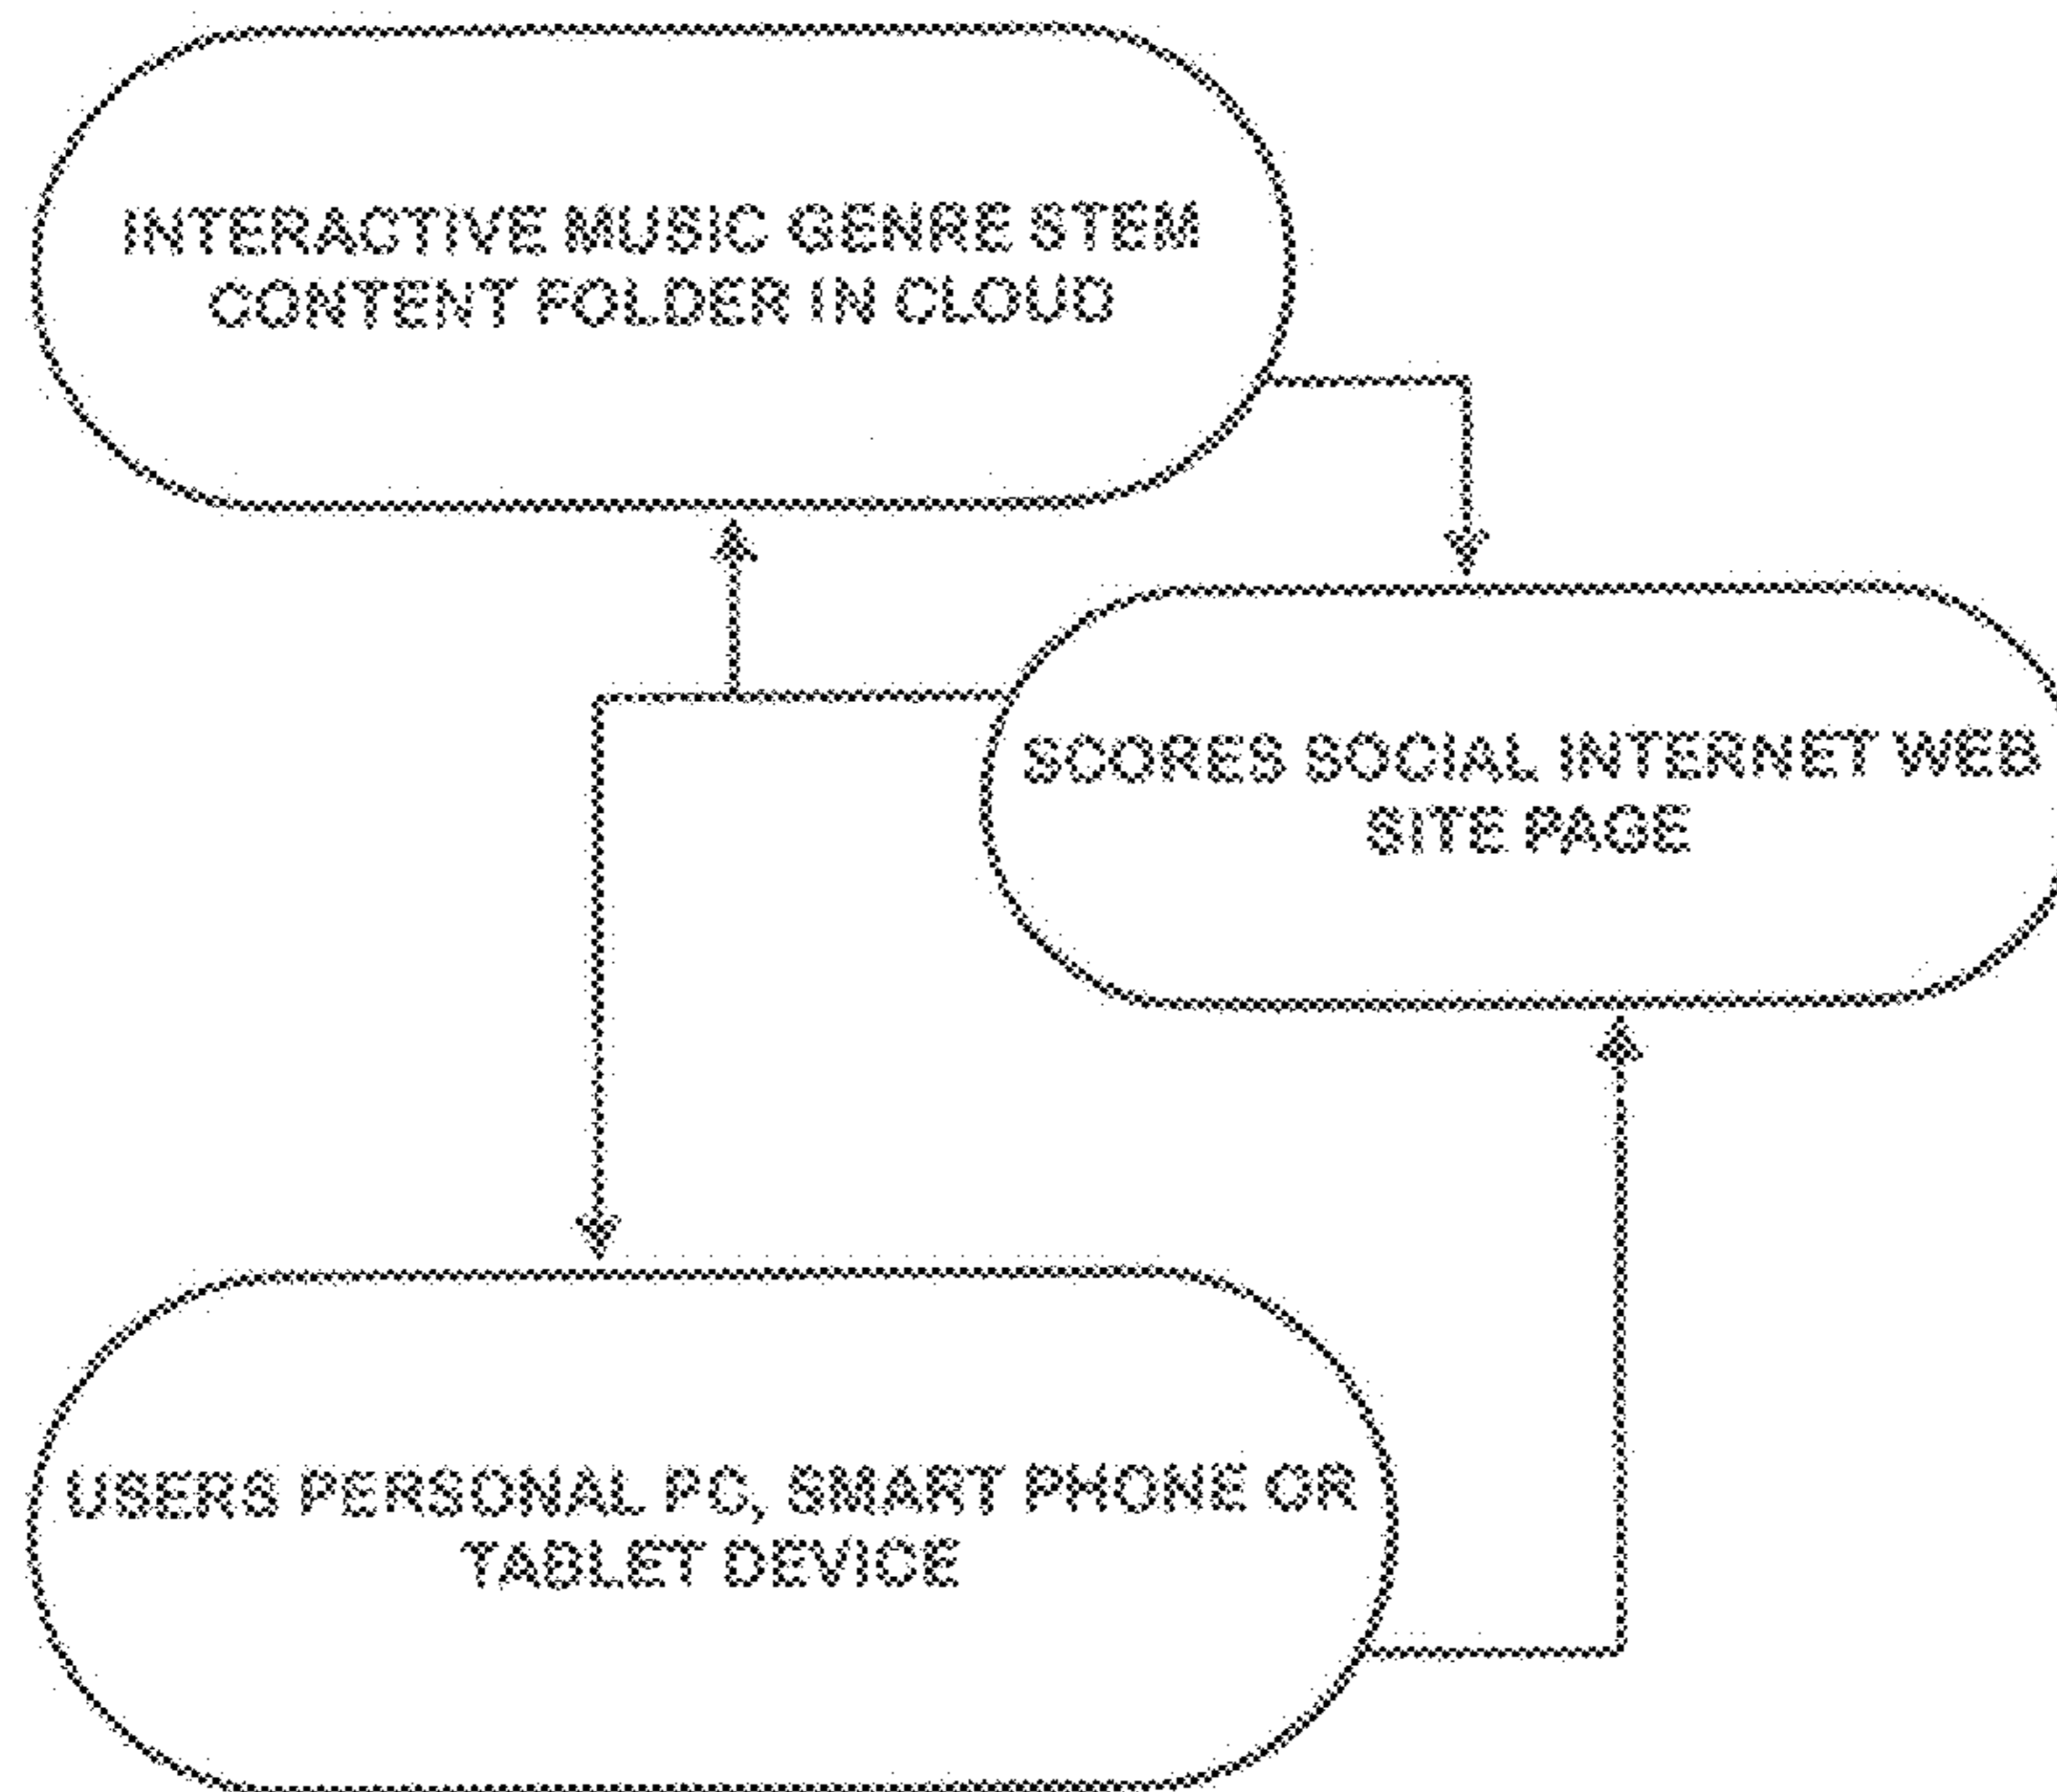 INTERACTIVE MUSIC GENRE STEM
CONTENT FOLDER IN CLOUD
SCORES SOCIAL INTERNET WEB
SITE PAGE
USERS PERSONAL PC, SMART PHONE OR
TABLET DEVICE